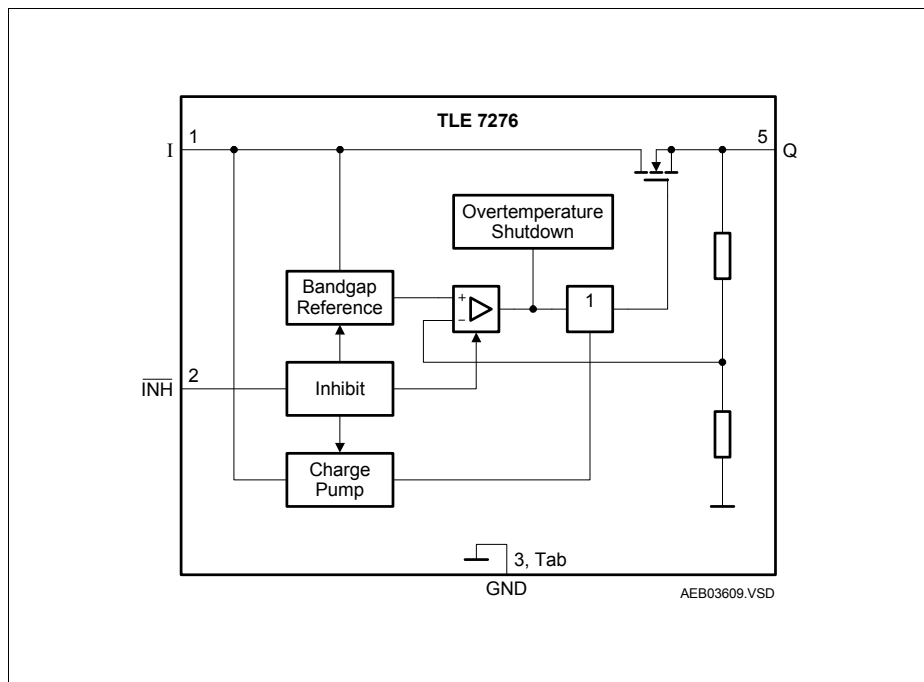 TLE 7276
1
I
5
Q
Overtemperature
Shutdown
Bandgap
Reference
+
−
1
2
INH
Inhibit
Charge
Pump
3, Tab
GND
AEB03609.VSD